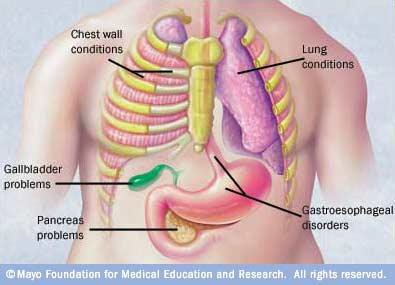 Chest wall
conditions
Lung
conditions
Gallbladder
problems
Pancreas
problems
Gastroesophageal
disorders
© Mayo Foundation for Medical Education and Research. All rights reserved.